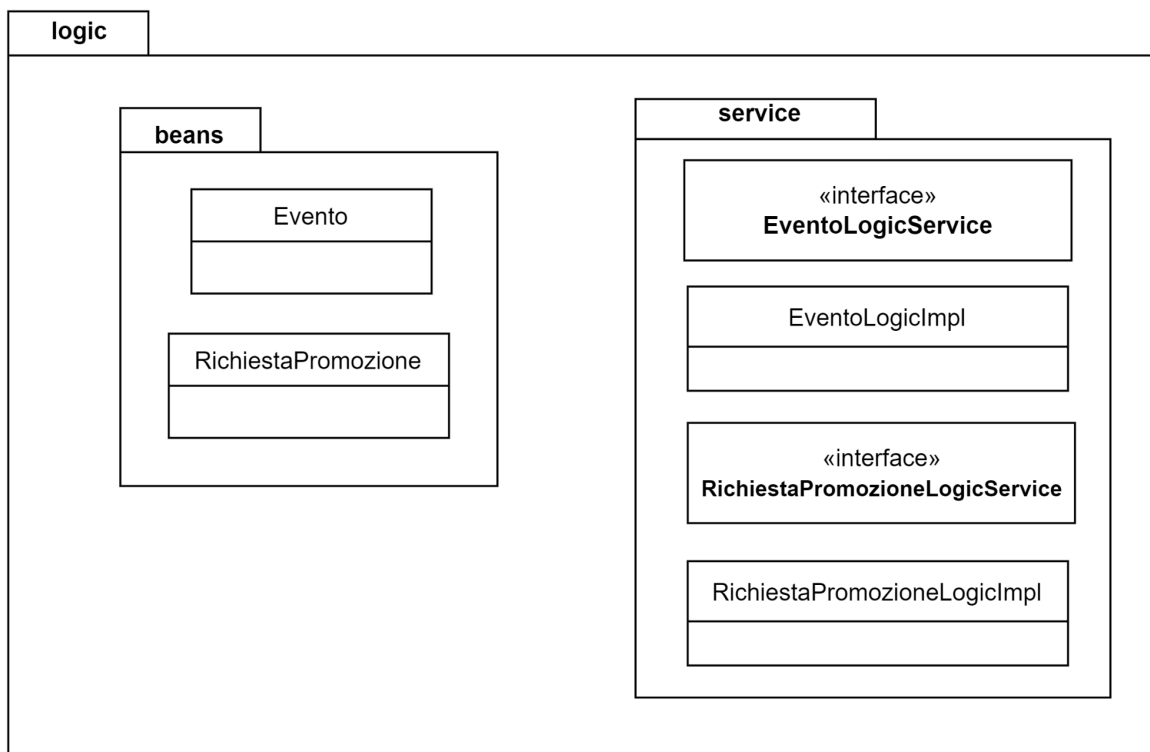 logic
beans
Evento
RichiestaPromozione
service
«interface»
EventoLogicService
EventoLogicImpl
«interface»
RichiestaPromozioneLogicService
RichiestaPromozioneLogicImpl